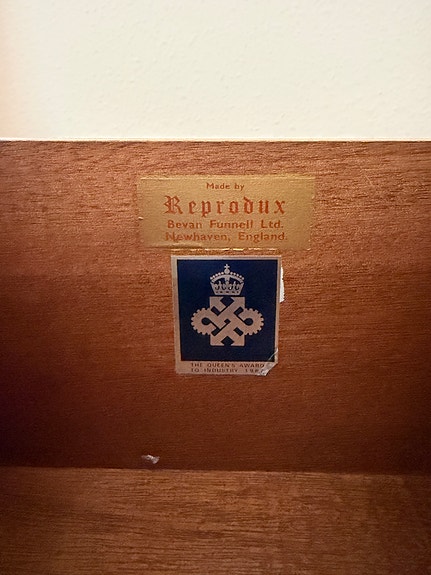 Made by
Reprodux
Bevan Funnell Ltd.
Newhaven, England.
THE QUEEN'S AWARD
TO INDUSTRY